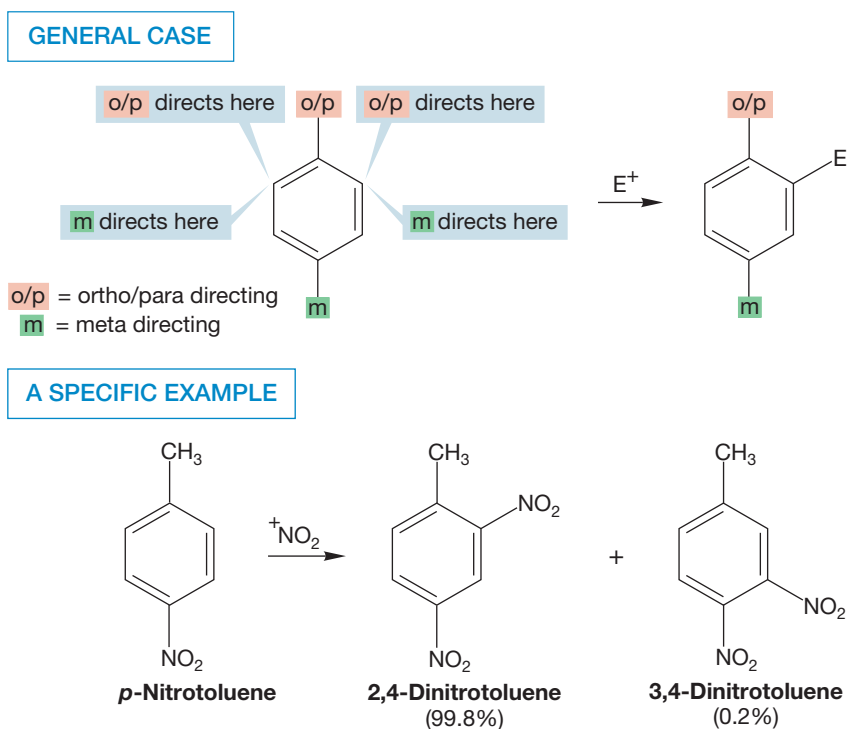 GENERAL CASE
o/p directs here
o/p
o/p directs here
m directs here
m directs here
m
E⁺
o/p
E
m
o/p = ortho/para directing
m = meta directing
A SPECIFIC EXAMPLE
CH₃
NO₂
p-Nitrotoluene
⁺NO₂
CH₃
NO₂
NO₂
2,4-Dinitrotoluene
(99.8%)
+
CH₃
NO₂
NO₂
3,4-Dinitrotoluene
(0.2%)